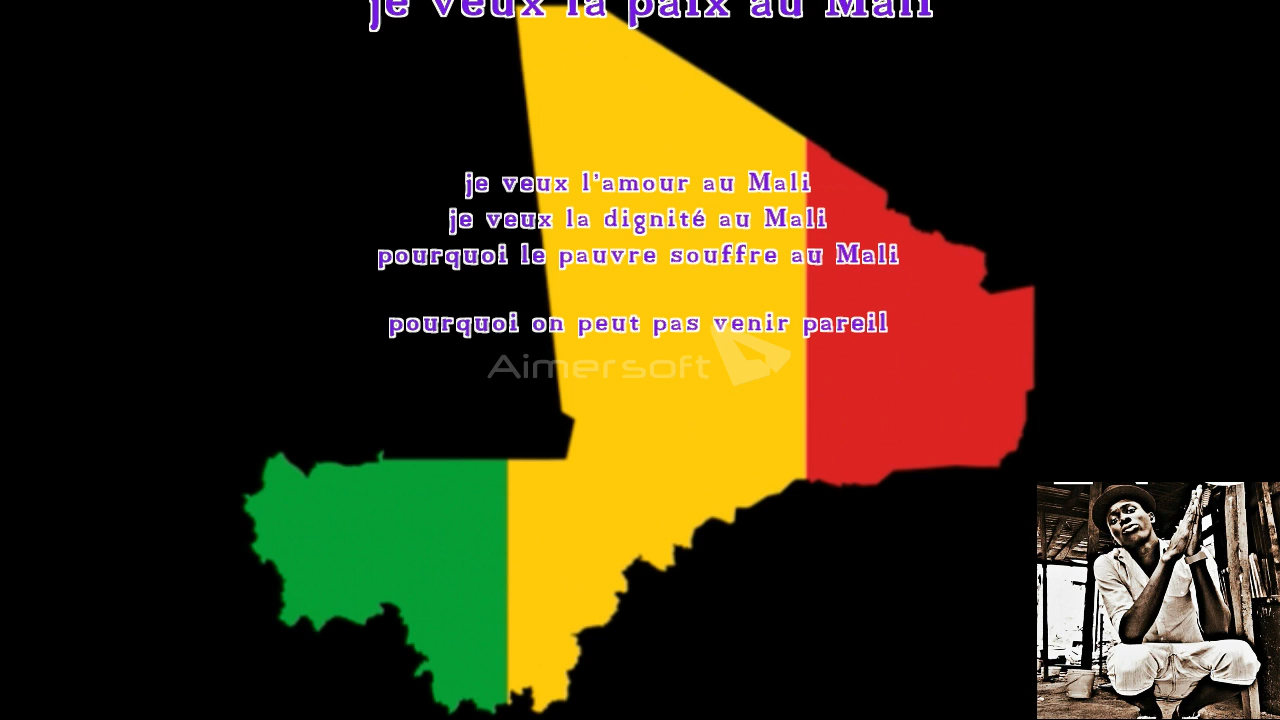 je veux la paix au Mali
je veux l'amour au Mali
je veux la dignité au Mali
pourquoi le pauvre souffre au Mali
pourquoi on peut pas venir pareil
Aimersoft